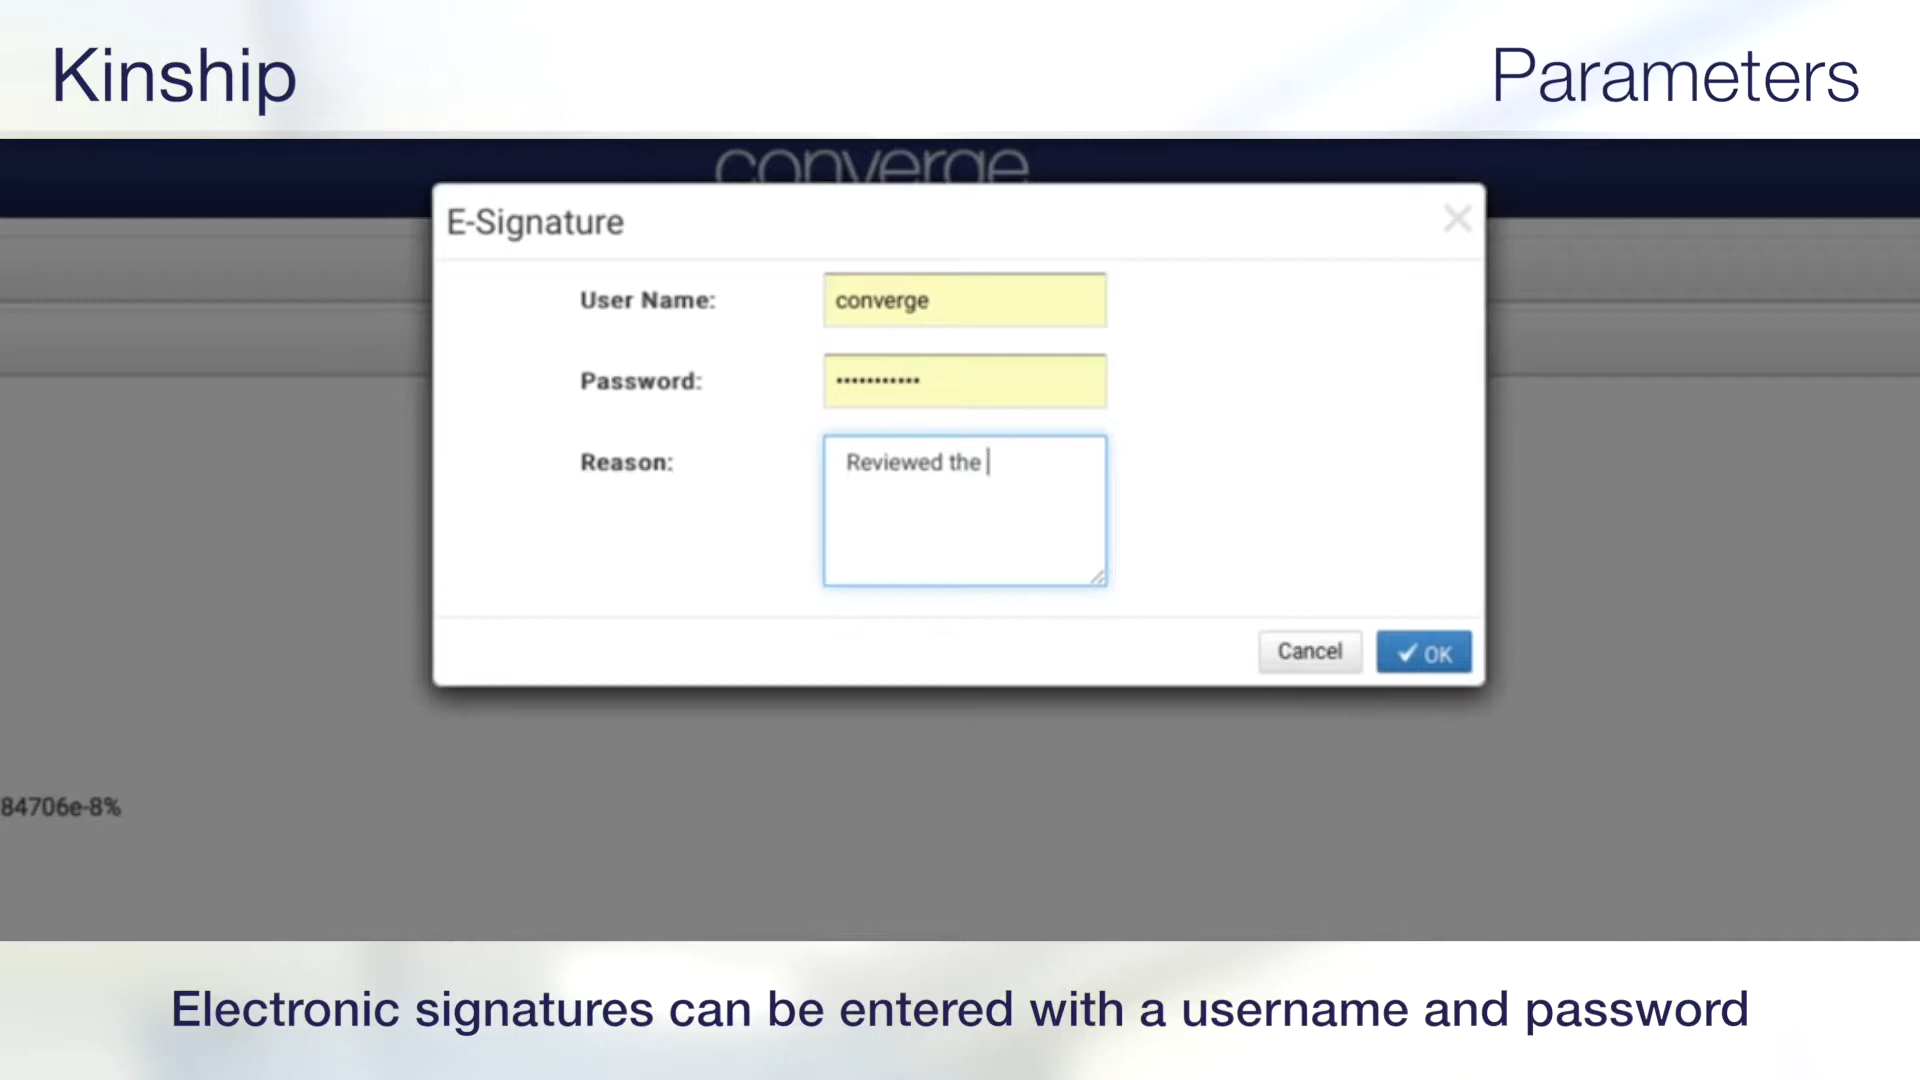 Kinship
Parameters
converge
E-Signature
User Name:
converge
Password:
•••••••••••
Reason:
Reviewed the
Cancel
OK
84706e-8%
Electronic signatures can be entered with a username and password